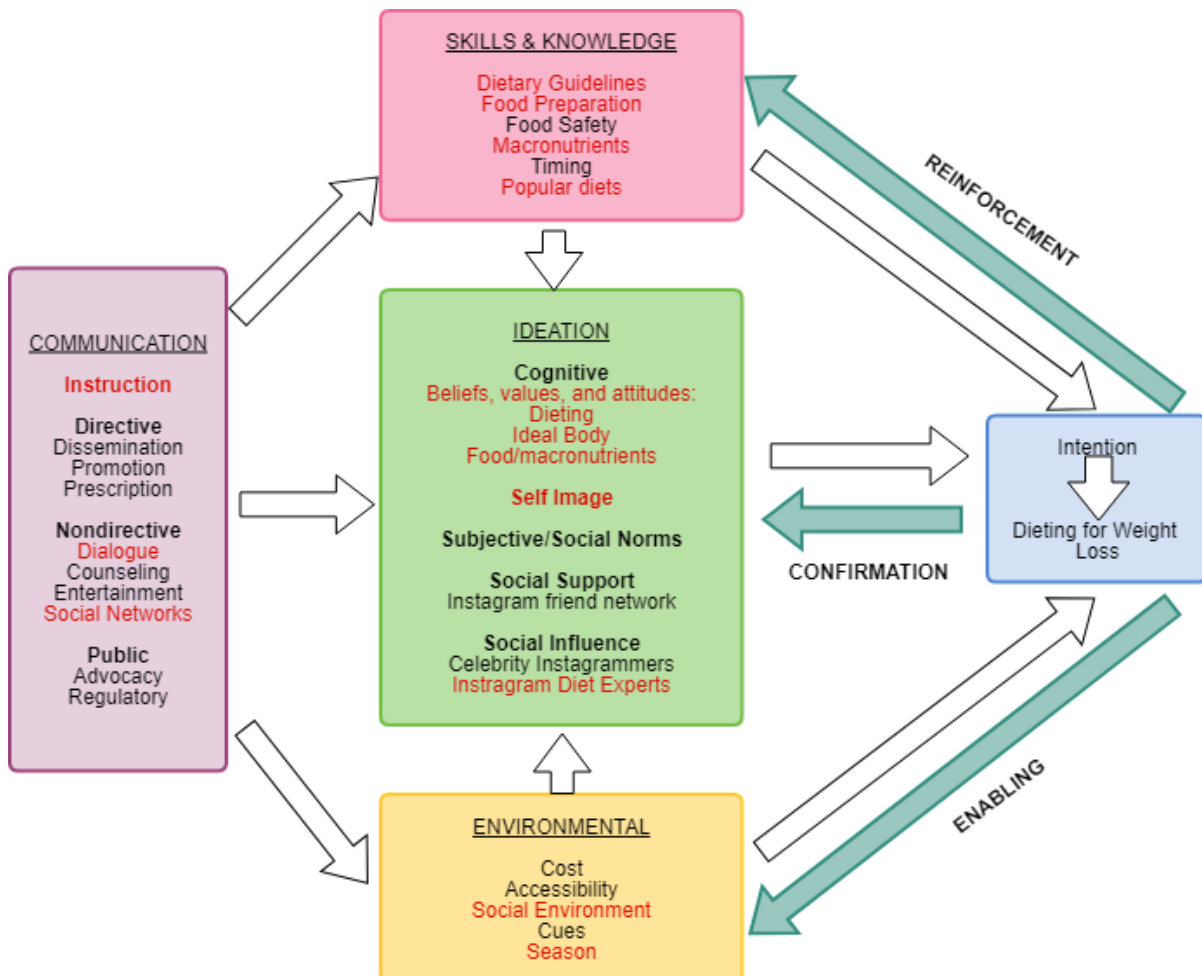 SKILLS & KNOWLEDGE
Dietary Guidelines
Food Preparation
Food Safety
Macronutrients
Timing
Popular diets
REINFORCEMENT
COMMUNICATION
Instruction
Directive
Dissemination
Promotion
Prescription
Nondirective
Dialogue
Counseling
Entertainment
Social Networks
Public
Advocacy
Regulatory
IDEATION
Cognitive
Beliefs, values, and attitudes:
Dieting
Ideal Body
Food/macronutrients
Self Image
Subjective/Social Norms
Social Support
Instagram friend network
Social Influence
Celebrity Instagrammers
Instragram Diet Experts
CONFIRMATION
Intention
Dieting for Weight
Loss
ENABLING
ENVIRONMENTAL
Cost
Accessibility
Social Environment
Cues
Season